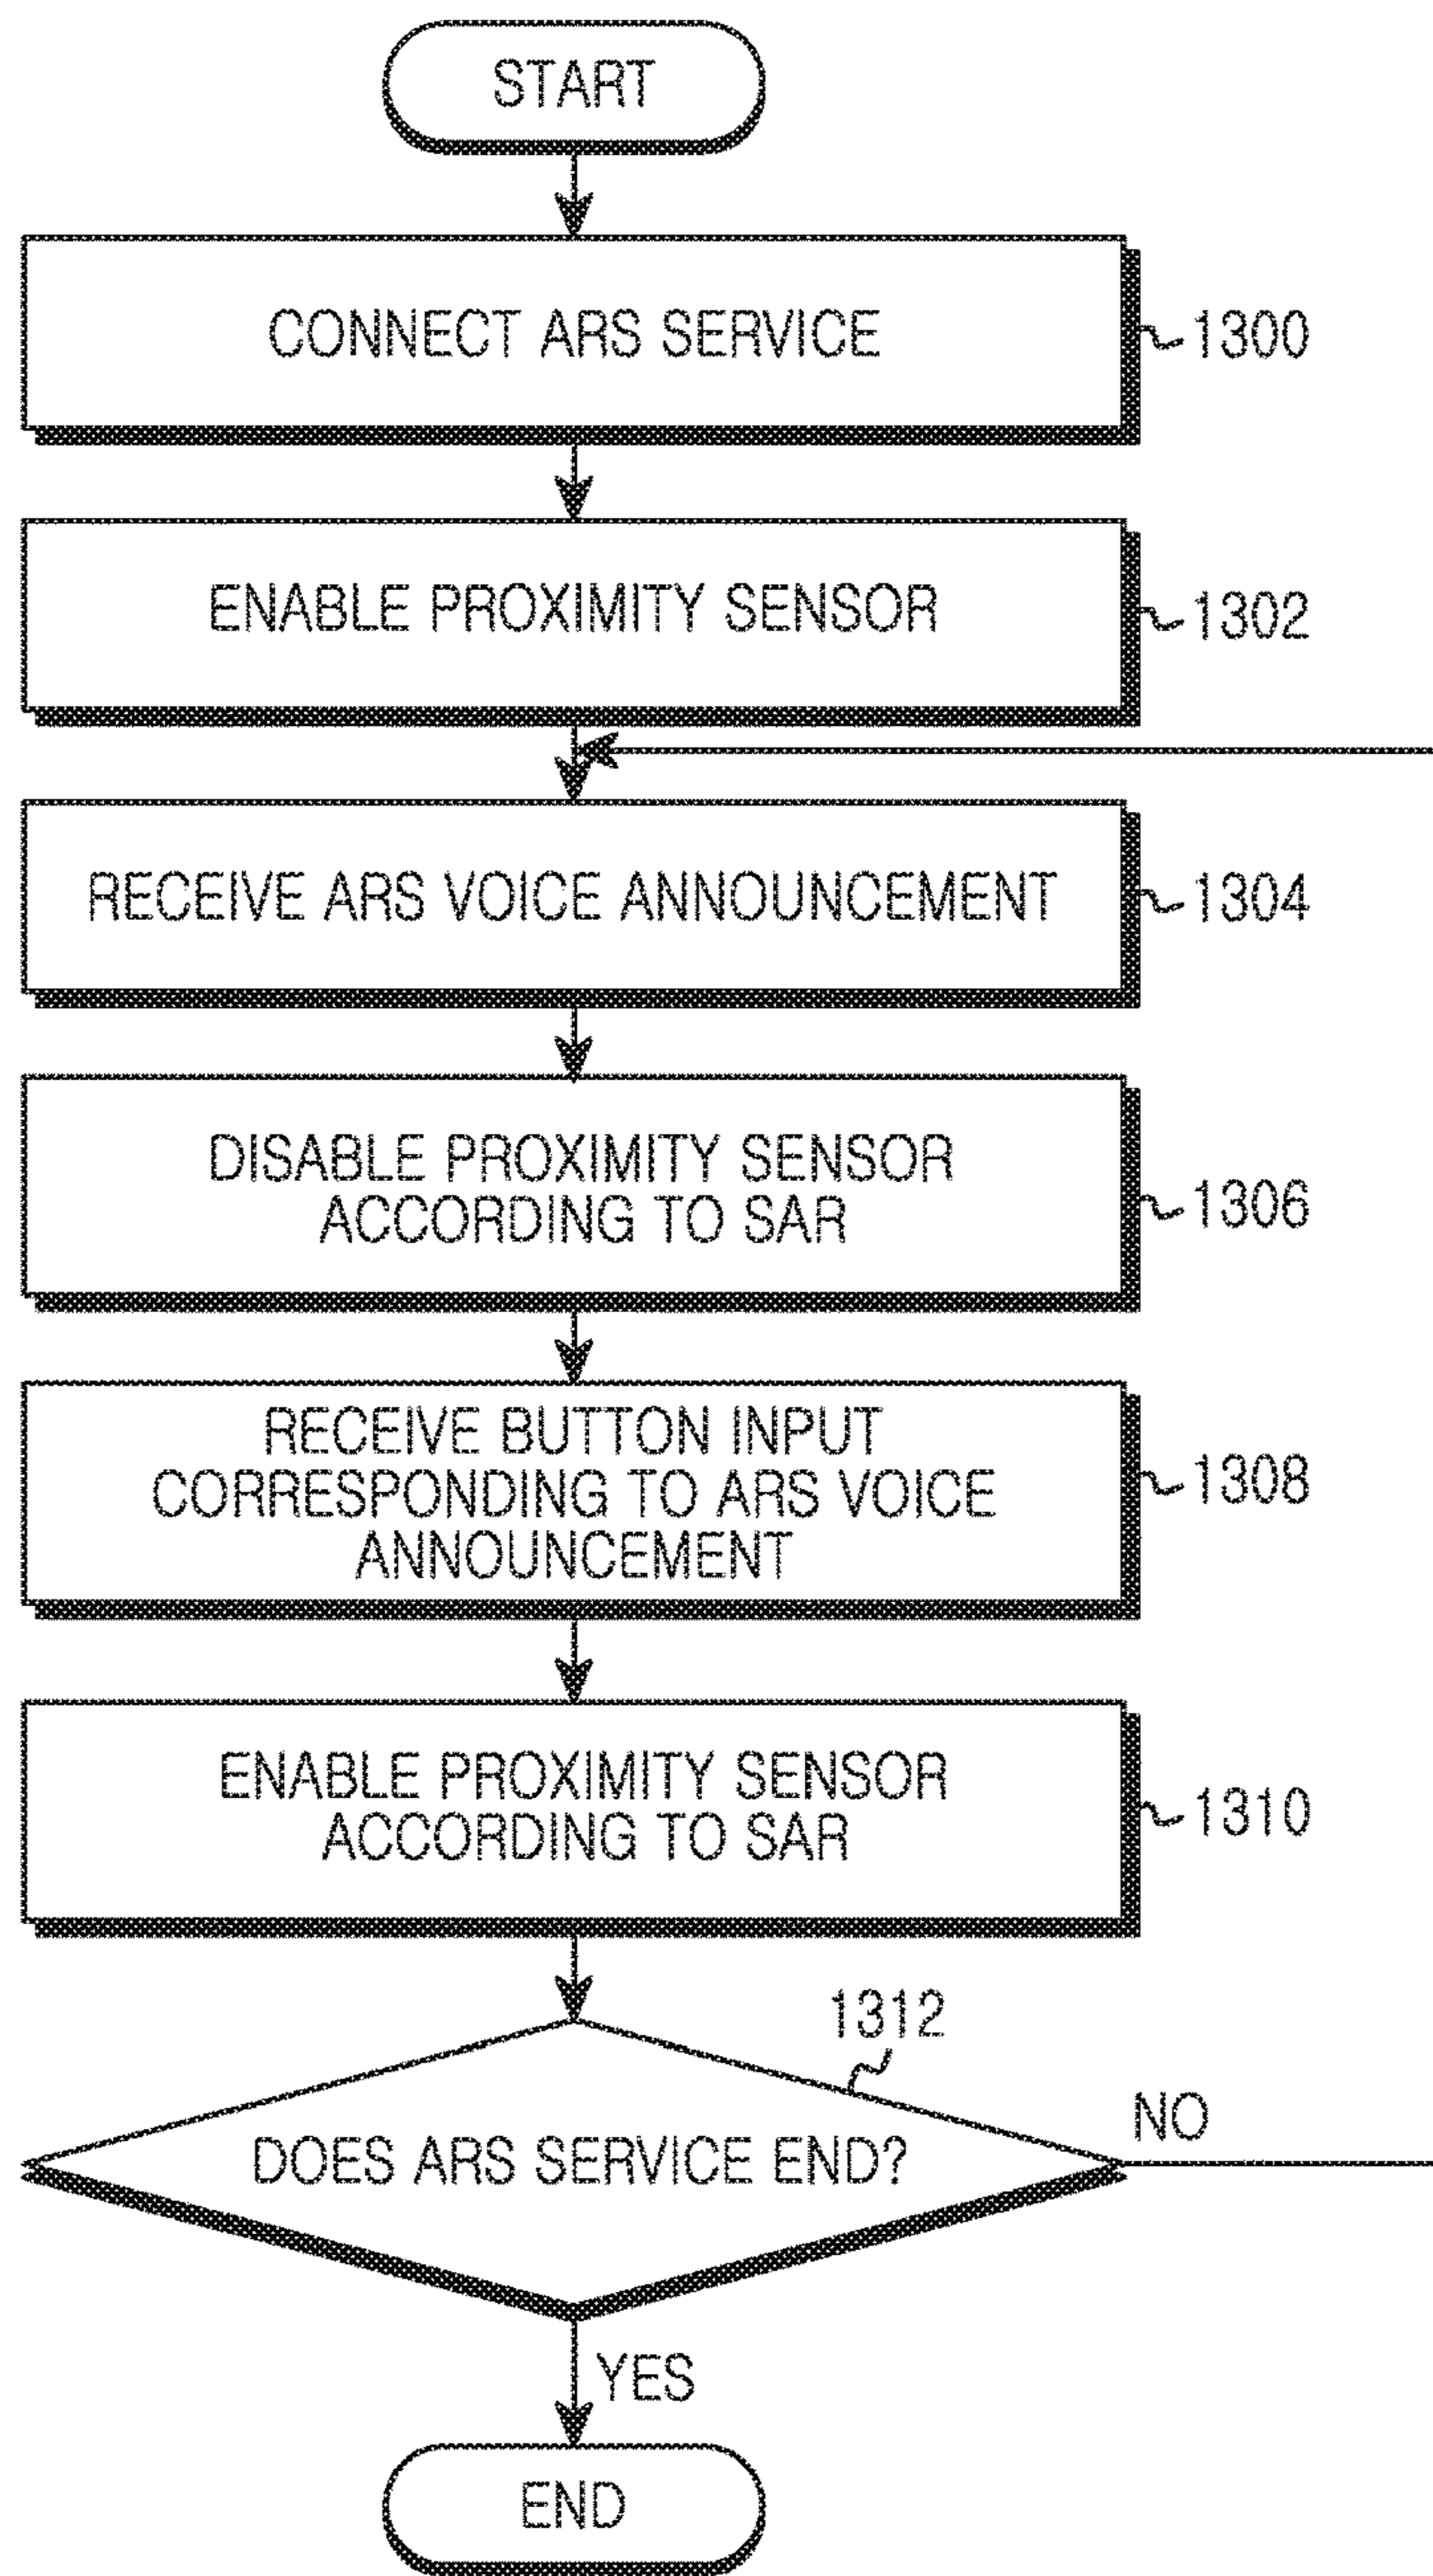 START
CONNECT ARS SERVICE
1300
ENABLE PROXIMITY SENSOR
1302
RECEIVE ARS VOICE ANNOUNCEMENT
1304
DISABLE PROXIMITY SENSOR
ACCORDING TO SAR
1306
RECEIVE BUTTON INPUT
CORRESPONDING TO ARS VOICE
ANNOUNCEMENT
1308
ENABLE PROXIMITY SENSOR
ACCORDING TO SAR
1310
1312
DOES ARS SERVICE END?
NO
YES
END